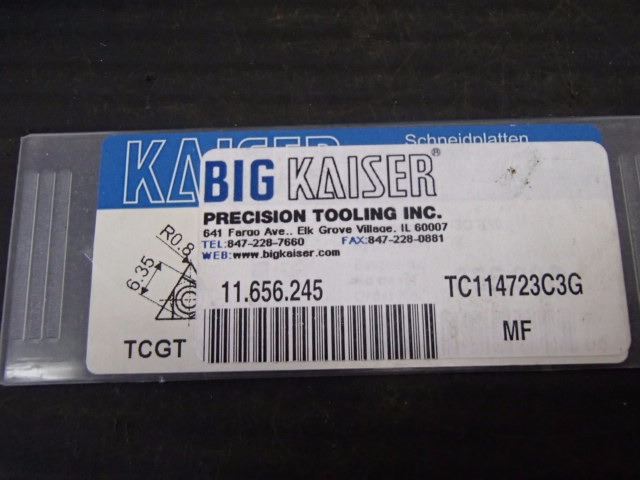 KAISER
Schneidplatten
BIG KAISER®
PRECISION TOOLING INC.
641 Fargo Ave., Elk Grove Village, IL 60007
TEL:847-228-7660 FAX:847-228-0881
WEB:www.bigkaiser.com
R0.8
6.35
11.656.245 TC114723C3G
TCGT
MF